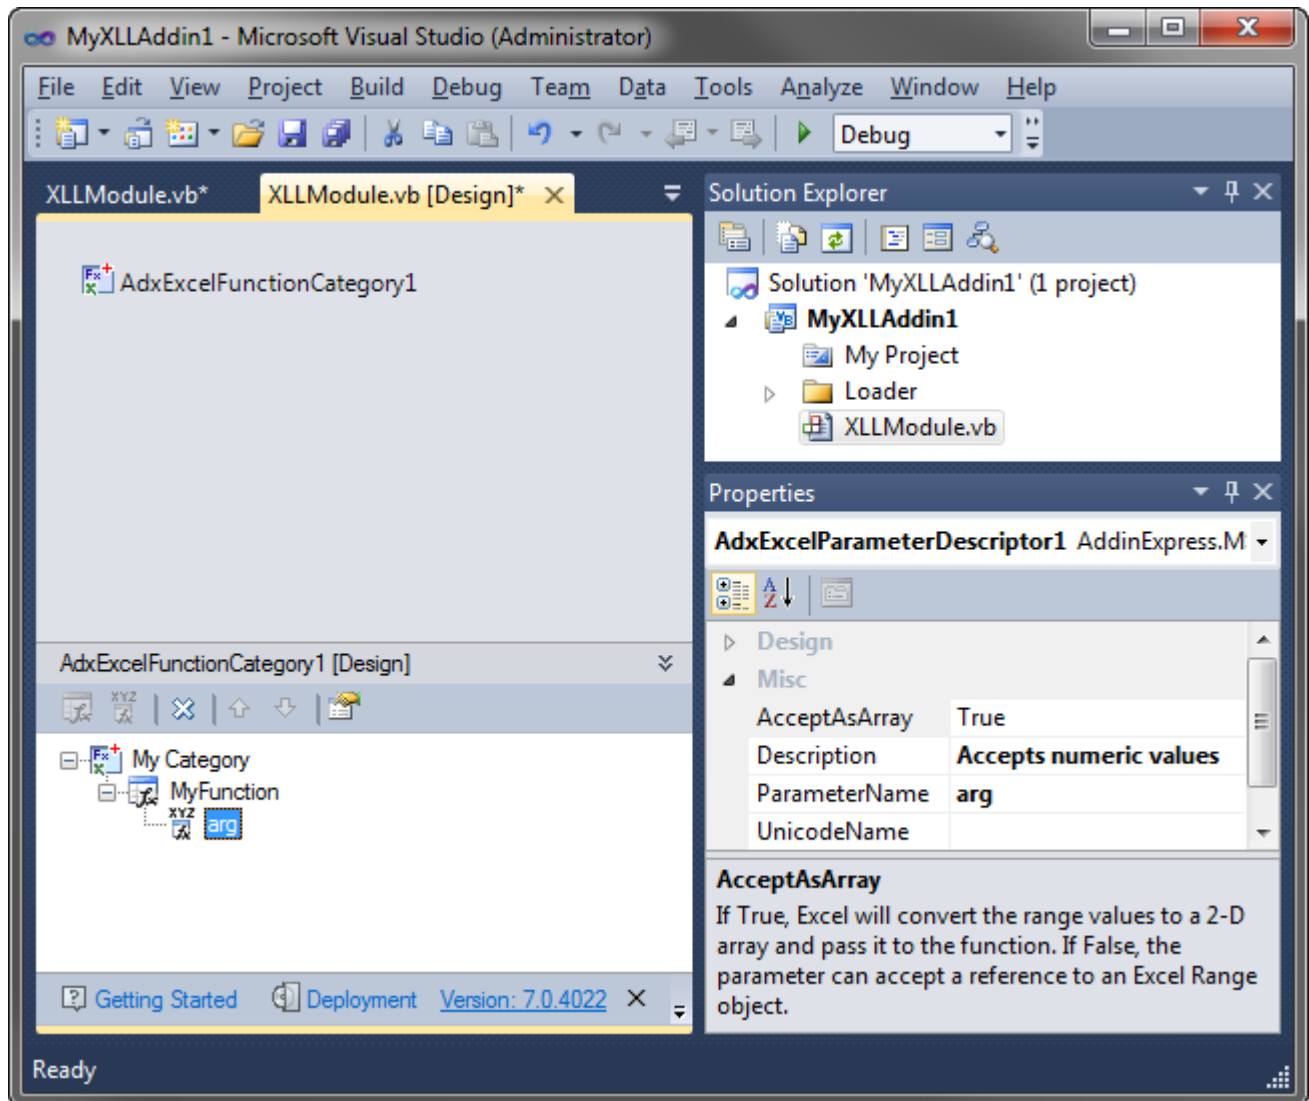 MyXLLAddin1 - Microsoft Visual Studio (Administrator)
File Edit View Project Build Debug Team Data Tools Analyze Window Help
Debug
XLLModule.vb* XLLModule.vb [Design]*
AdxExcelFunctionCategory1
AdxExcelFunctionCategory1 [Design]
XYZ
My Category
MyFunction
XYZ
arg
Getting Started Deployment Version: 7.0.4022
Solution Explorer
Solution 'MyXLLAddin1' (1 project)
MyXLLAddin1
My Project
Loader
XLLModule.vb
Properties
AdxExcelParameterDescriptor1 AddinExpress.M
Design
Misc
AcceptAsArray True
Description Accepts numeric values
ParameterName arg
UnicodeName
AcceptAsArray
If True, Excel will convert the range values to a 2-D
array and pass it to the function. If False, the
parameter can accept a reference to an Excel Range
object.
Ready